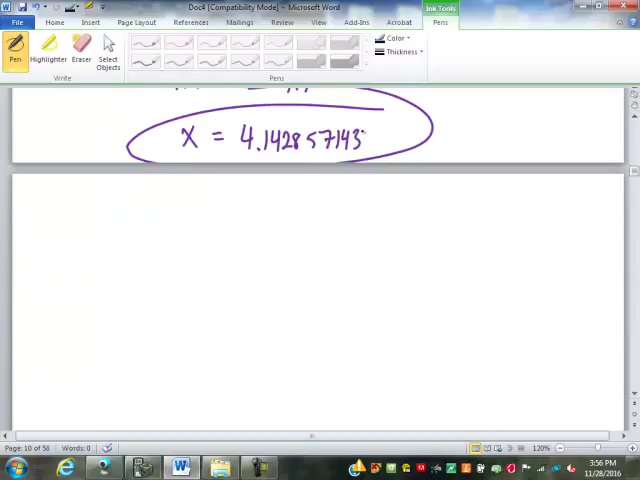 Doc4 [Compatibility Mode] - Microsoft Word
Ink Tools
File Home Insert Page Layout References Mailings Review View Add-Ins Acrobat Pens
Pen Highlighter Eraser Select Objects
Color
Thickness
Write Pens
x = 4.142857143
Page: 10 of 58 Words: 0 120%
3:56 PM
11/28/2016